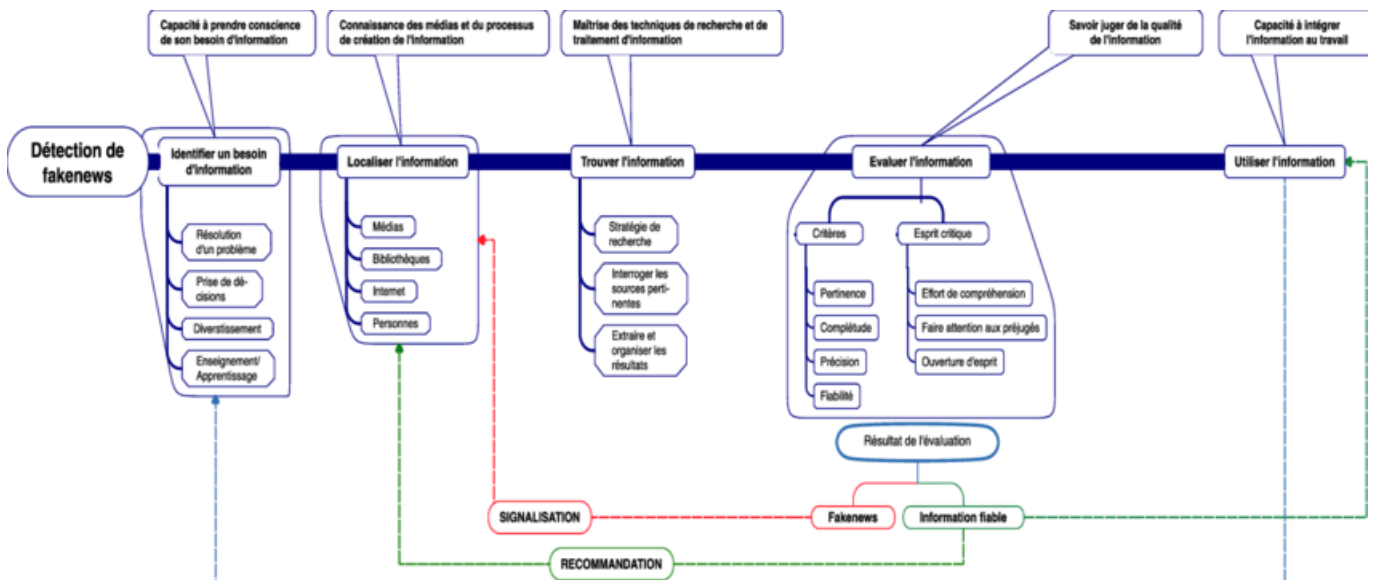 Capacité à prendre conscience
de son besoin d'information
Connaissance des médias et du processus
de création de l'Information
Maîtrise des techniques de recherche et de
traitement d'information
Savoir juger de la qualité
de l'information
Capacité à intégrer
l'information au travail
Détection de
fakenews
Identifier un besoin
d'information
Localiser l'information
Trouver l'information
Evaluer l'information
Utiliser l'information
Résolution
d'un problème
Prise de dé-
cisions
Diverstissement
Enseignement/
Apprentissage
Médias
Bibliothèques
Internet
Personnes
Stratégie de
recherche
Interroger les
sources perti-
nentes
Extraire et
organiser les
résultats
Critères
Pertinence
Complétude
Précision
Fiabilité
Esprit critique
Effort de compréhension
Faire attention aux préjugés
Ouverture d'esprit
Résultat de l'évaluation
SIGNALISATION
Fakenews
Information fiable
RECOMMANDATION